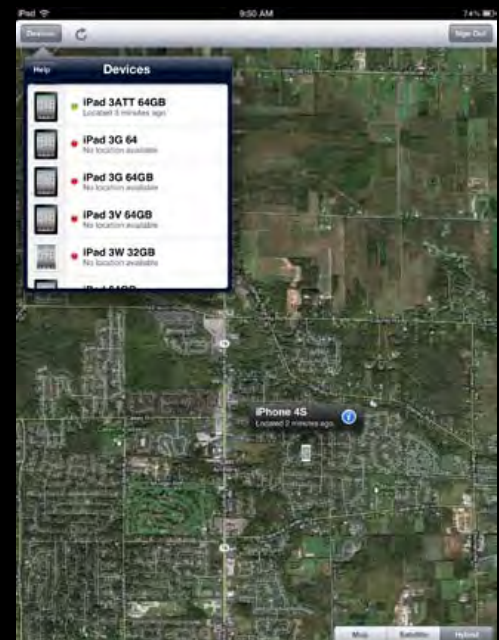 iPad 9:50 AM 74%
Devices Sign Out
Help Devices
iPad 3ATT 64GB
Located 3 minutes ago
iPad 3G 64
No location available
iPad 3G 64GB
No location available
iPad 3V 64GB
No location available
iPad 3W 32GB
No location available
iPhone 4S
Located 2 minutes ago
Map Satellite Hybrid